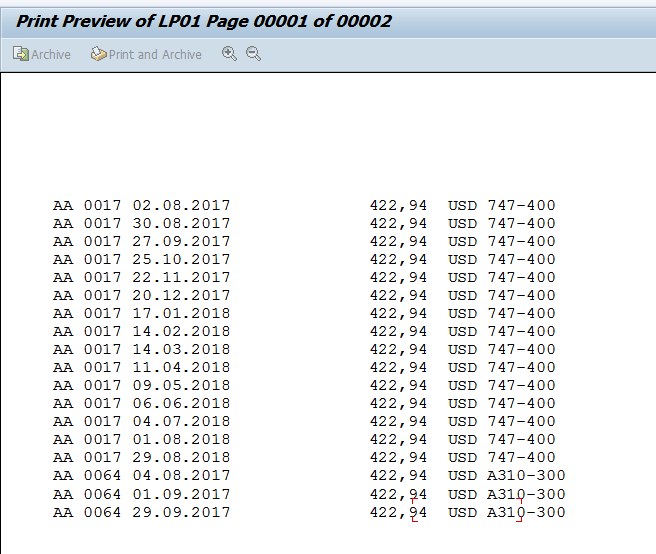 Print Preview of LP01 Page 00001 of 00002
Archive Print and Archive
AA 0017 02.08.2017 422,94 USD 747-400
AA 0017 30.08.2017 422,94 USD 747-400
AA 0017 27.09.2017 422,94 USD 747-400
AA 0017 25.10.2017 422,94 USD 747-400
AA 0017 22.11.2017 422,94 USD 747-400
AA 0017 20.12.2017 422,94 USD 747-400
AA 0017 17.01.2018 422,94 USD 747-400
AA 0017 14.02.2018 422,94 USD 747-400
AA 0017 14.03.2018 422,94 USD 747-400
AA 0017 11.04.2018 422,94 USD 747-400
AA 0017 09.05.2018 422,94 USD 747-400
AA 0017 06.06.2018 422,94 USD 747-400
AA 0017 04.07.2018 422,94 USD 747-400
AA 0017 01.08.2018 422,94 USD 747-400
AA 0017 29.08.2018 422,94 USD 747-400
AA 0064 04.08.2017 422,94 USD A310-300
AA 0064 01.09.2017 422,94 USD A310-300
AA 0064 29.09.2017 422,94 USD A310-300